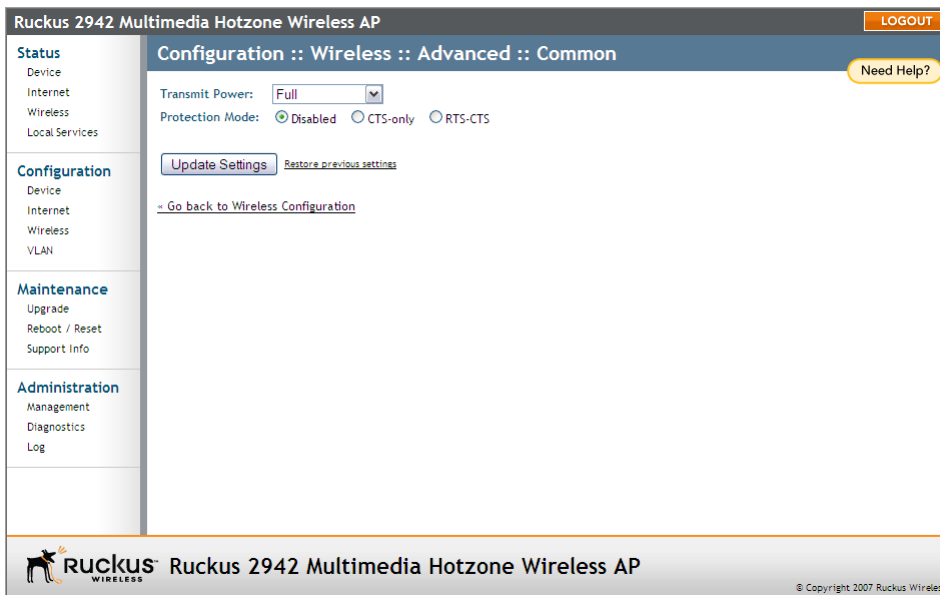 Ruckus 2942 Multimedia Hotzone Wireless AP
LOGOUT
Status
Device
Internet
Wireless
Local Services
Configuration
Device
Internet
Wireless
VLAN
Maintenance
Upgrade
Reboot / Reset
Support Info
Administration
Management
Diagnostics
Log
Configuration :: Wireless :: Advanced :: Common
Need Help?
Transmit Power: Full
Protection Mode: Disabled CTS-only RTS-CTS
Update Settings Restore previous settings
« Go back to Wireless Configuration
RUCKUS WIRELESS
Ruckus 2942 Multimedia Hotzone Wireless AP
© Copyright 2007 Ruckus Wireles